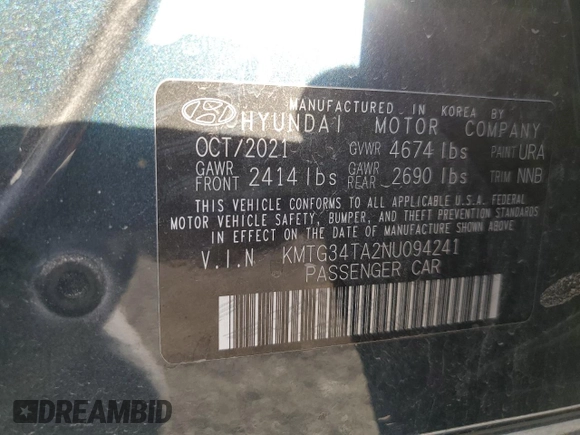 MANUFACTURED IN KOREA BY
HYUNDAI MOTOR COMPANY
OCT/2021 GVWR 4674 lbs PAINT URA
GAWR FRONT 2414 lbs GAWR REAR 2690 lbs TRIM NNB
THIS VEHICLE CONFORMS TO ALL APPLICABLE U.S.A. FEDERAL
MOTOR VEHICLE SAFETY, BUMPER, AND THEFT PREVENTION STANDARDS
IN EFFECT ON THE DATE OF MANUFACTURE SHOWN ABOVE
V.I.N KMTG34TA2NU094241
PASSENGER CAR
DREAMBID